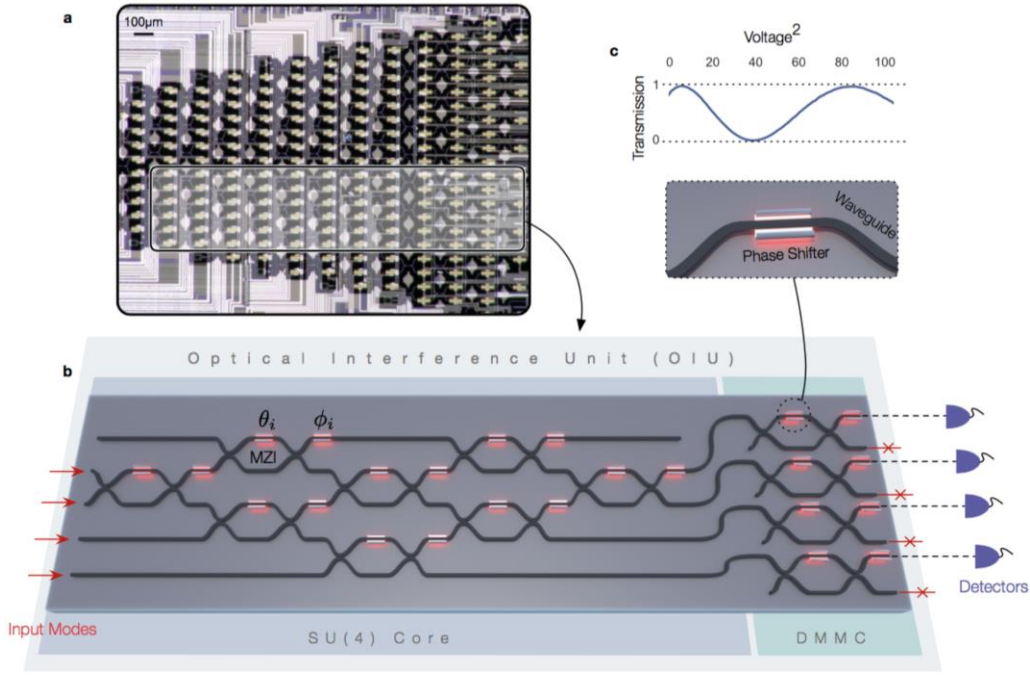 a
100μm
c
Voltage²
0 20 40 60 80 100
Transmission
1
0
Waveguide
Phase Shifter
Optical Interference Unit (OIU)
b
θᵢ ϕᵢ
MZI
Detectors
Input Modes
SU(4) Core
DMMC